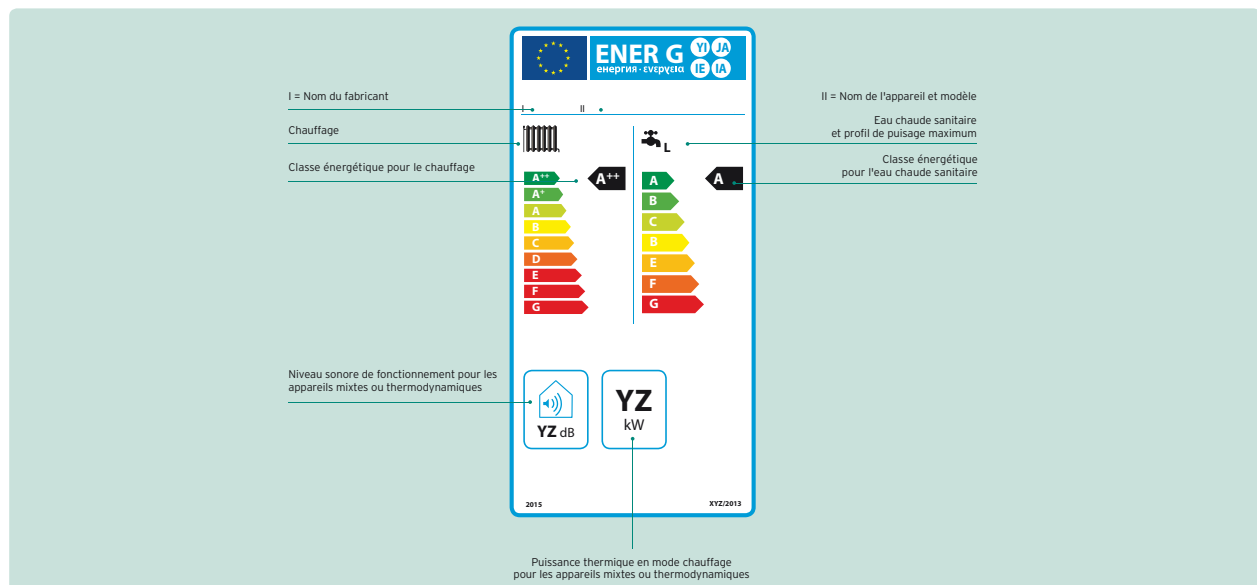 ENER G
YI JA
енергия · ενεργεια
IE IA
I = Nom du fabricant
II = Nom de l'appareil et modèle
I II
Chauffage
Eau chaude sanitaire
et profil de puisage maximum
L
Classe énergétique pour le chauffage
Classe énergétique
pour l'eau chaude sanitaire
A++
A+
A
B
C
D
E
F
G
A++
A
B
C
B
E
F
G
A
Niveau sonore de fonctionnement pour les
appareils mixtes ou thermodynamiques
YZ dB
YZ
kW
2015
XYZ/2013
Puissance thermique en mode chauffage
pour les appareils mixtes ou thermodynamiques